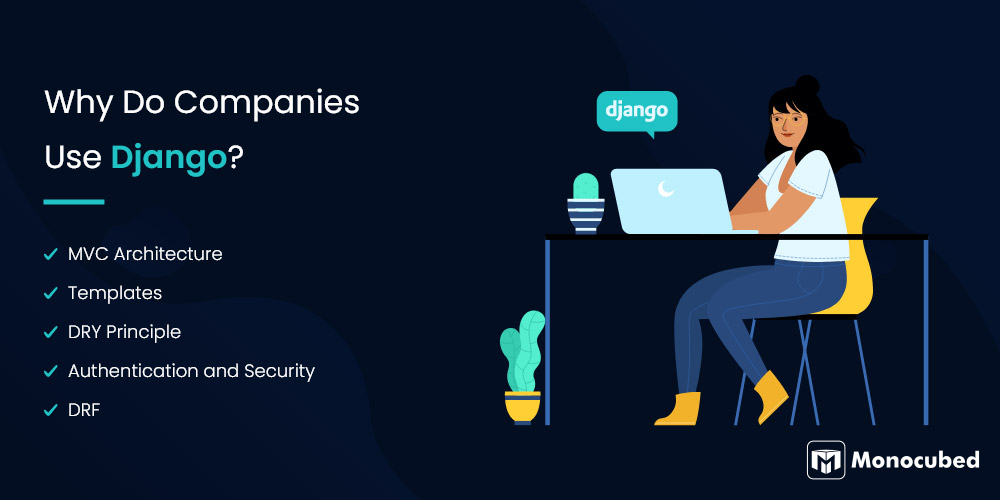 Why Do Companies
Use Django?
MVC Architecture
Templates
DRY Principle
Authentication and Security
DRF
django
Monocubed